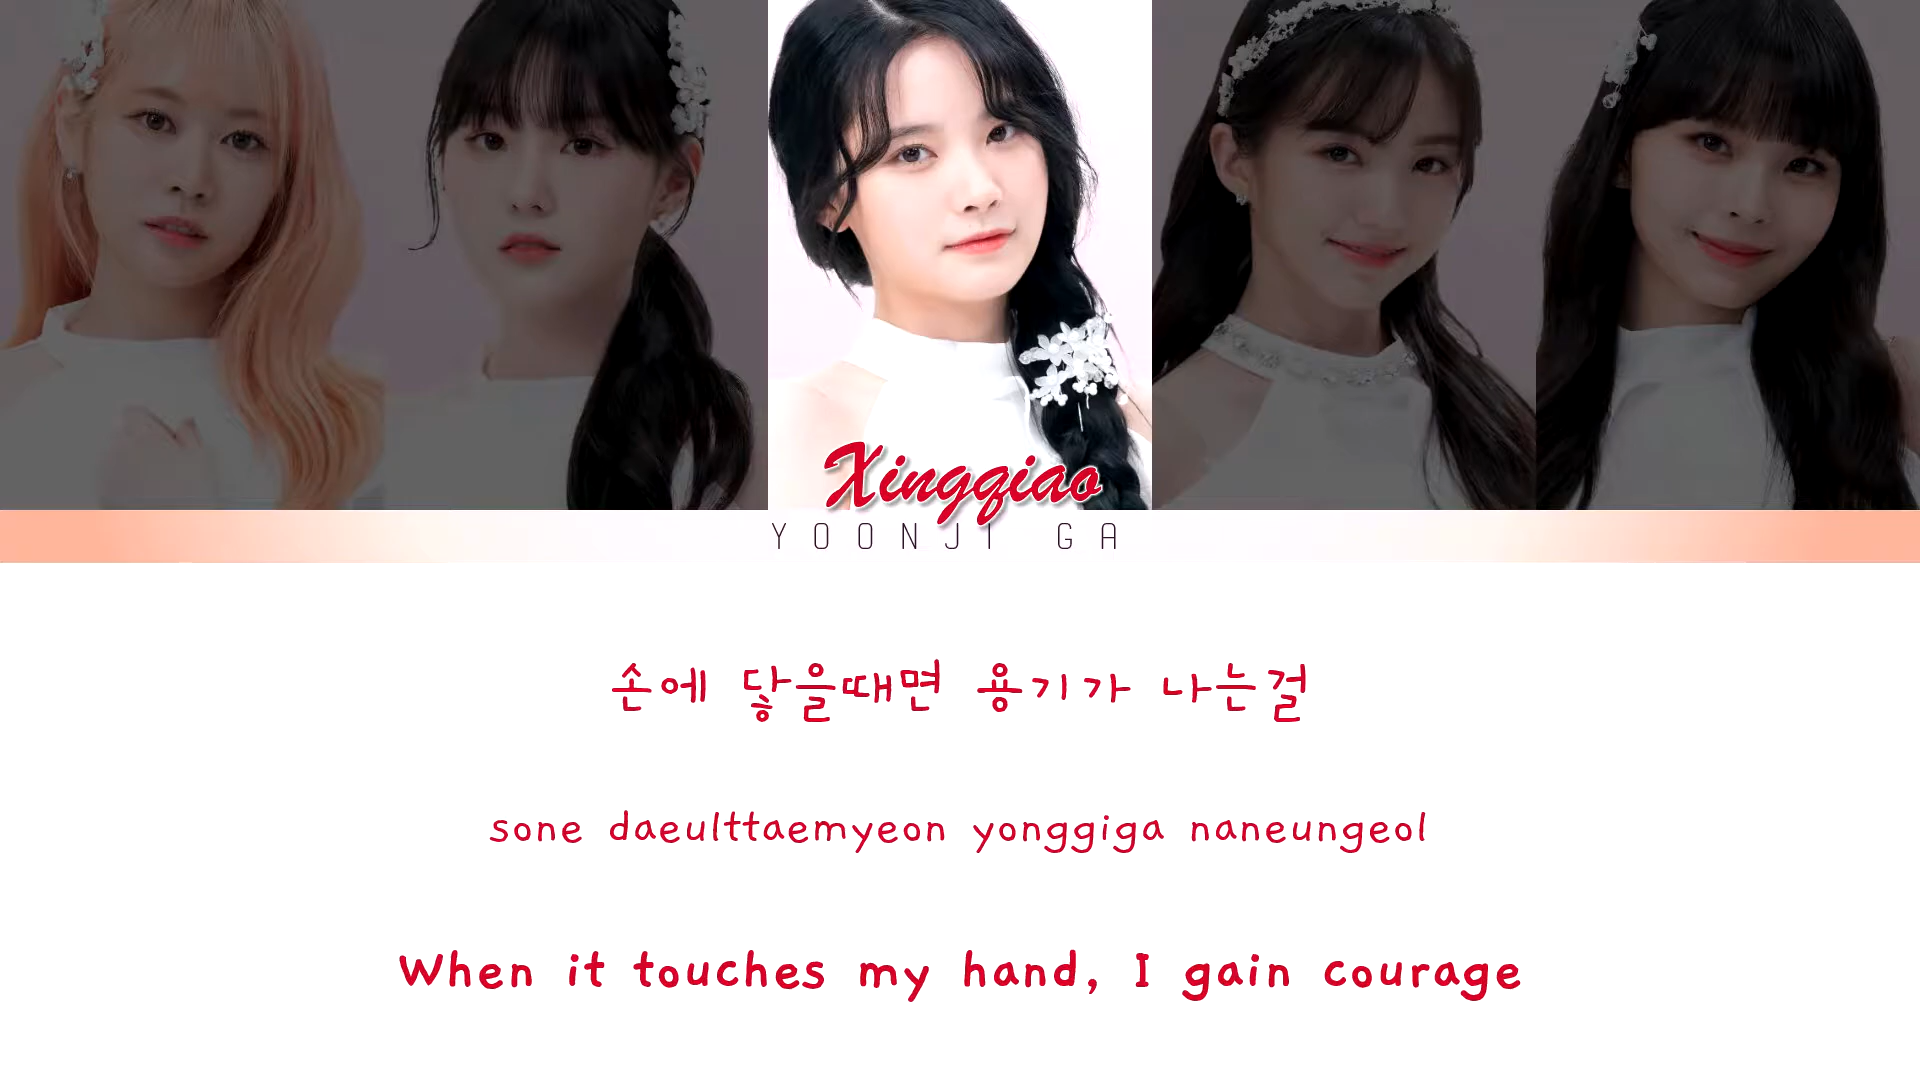 Xingqiao
YOONJI GA
손에 닿을때면 용기가 나는걸
sone daeulttaemyeon yonggiga naneungeol
When it touches my hand, I gain courage